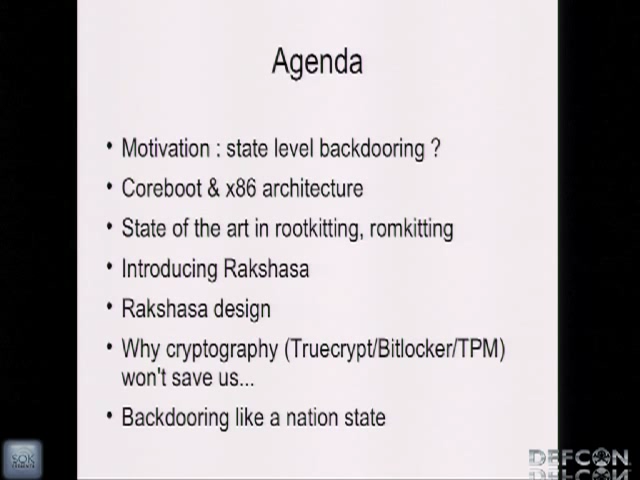 Agenda
• Motivation : state level backdooring ?
• Coreboot & x86 architecture
• State of the art in rootkitting, romkitting
• Introducing Rakshasa
• Rakshasa design
• Why cryptography (Truecrypt/Bitlocker/TPM)
won't save us...
• Backdooring like a nation state
SOK
DEFCON